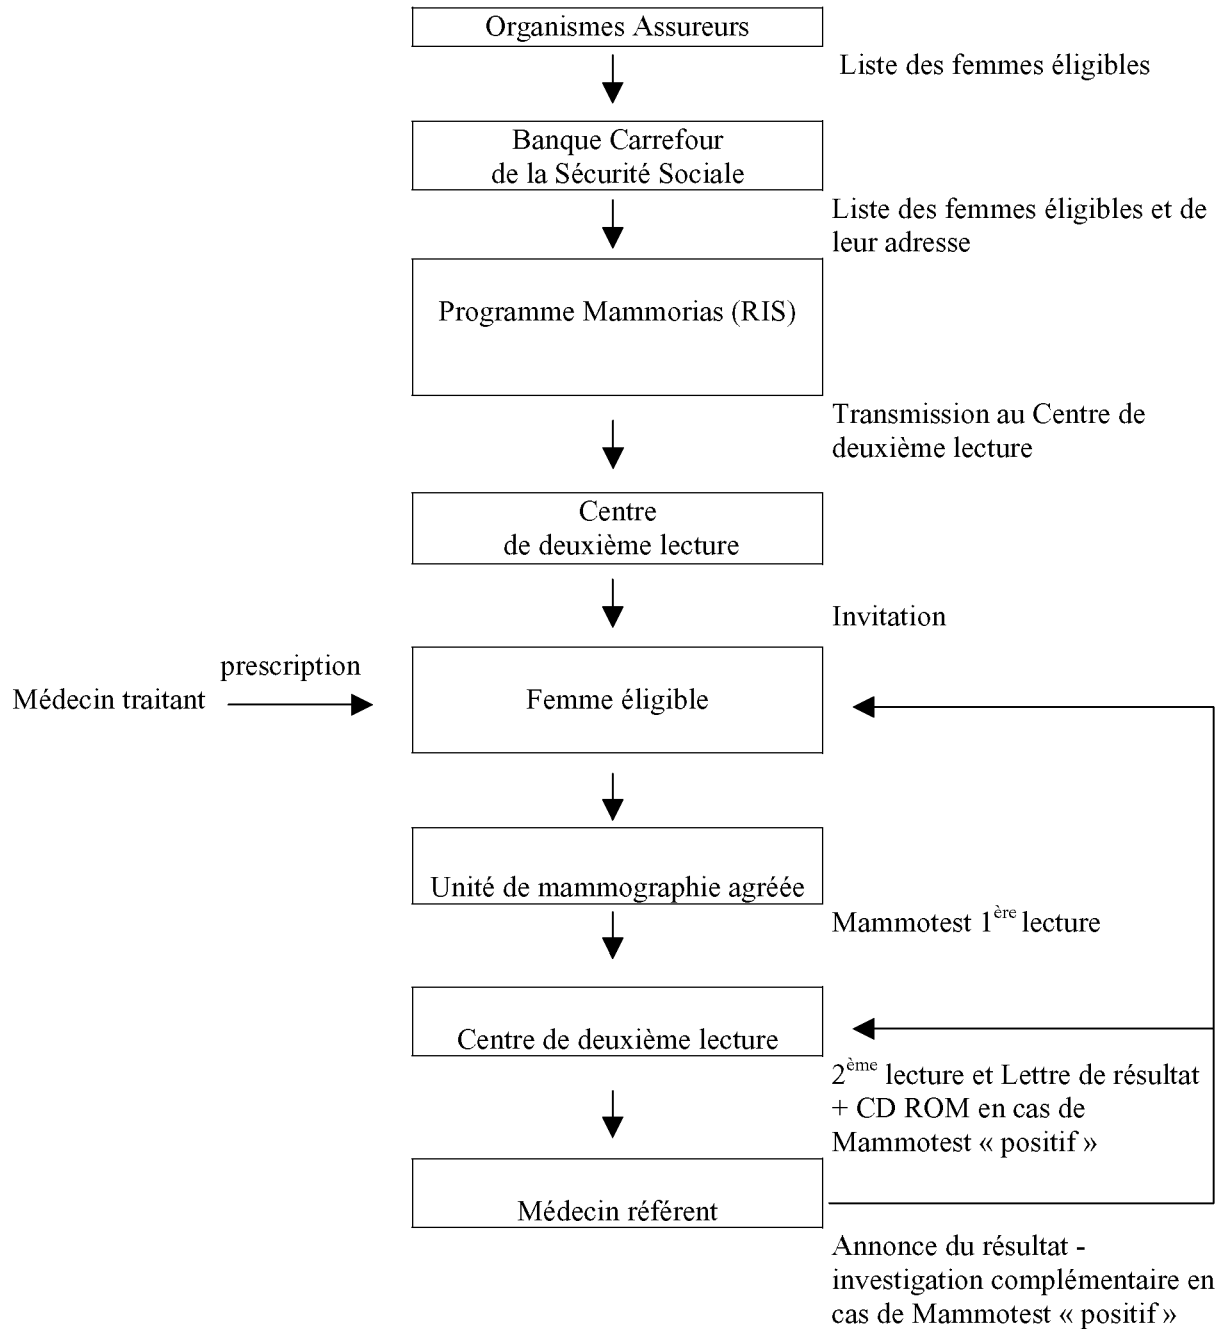 Organismes Assureurs
Liste des femmes éligibles
Banque Carrefour
de la Sécurité Sociale
Liste des femmes éligibles et de
leur adresse
Programme Mammorias (RIS)
Transmission au Centre de
deuxième lecture
Centre
de deuxième lecture
Invitation
prescription
Médecin traitant
Femme éligible
Unité de mammographie agréée
Mammotest 1ère lecture
Centre de deuxième lecture
2ème lecture et Lettre de résultat
+ CD ROM en cas de
Mammotest « positif »
Médecin référent
Annonce du résultat -
investigation complémentaire en
cas de Mammotest « positif »